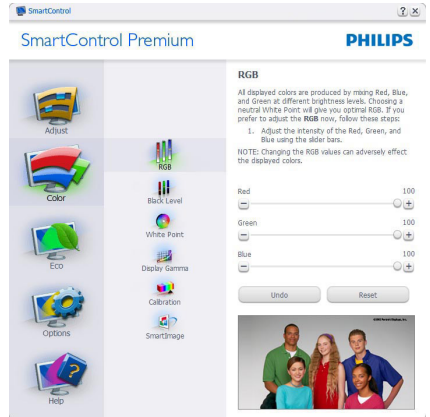 SmartControl
SmartControl Premium
PHILIPS
Adjust
Color
Eco
Options
Help
RGB
Black Level
White Point
Display Gamma
Calibration
SmartImage
RGB
All displayed colors are produced by mixing Red, Blue,
and Green at different brightness levels. Choosing a
neutral White Point will give you optimal RGB. If you
prefer to adjust the RGB now, follow these steps:
1. Adjust the intensity of the Red, Green, and
Blue using the slider bars.
NOTE: Changing the RGB values can adversely effect
the displayed colors.
Red 100
Green 100
Blue 100
Undo Reset